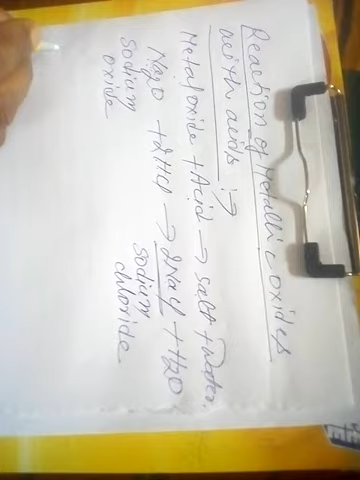 Reaction of Metallic oxides
with acids :→
Metal oxide + Acid → Salt + Water.
Na2O + 2HCl → 2NaCl + H2O
Sodium oxide
Sodium chloride